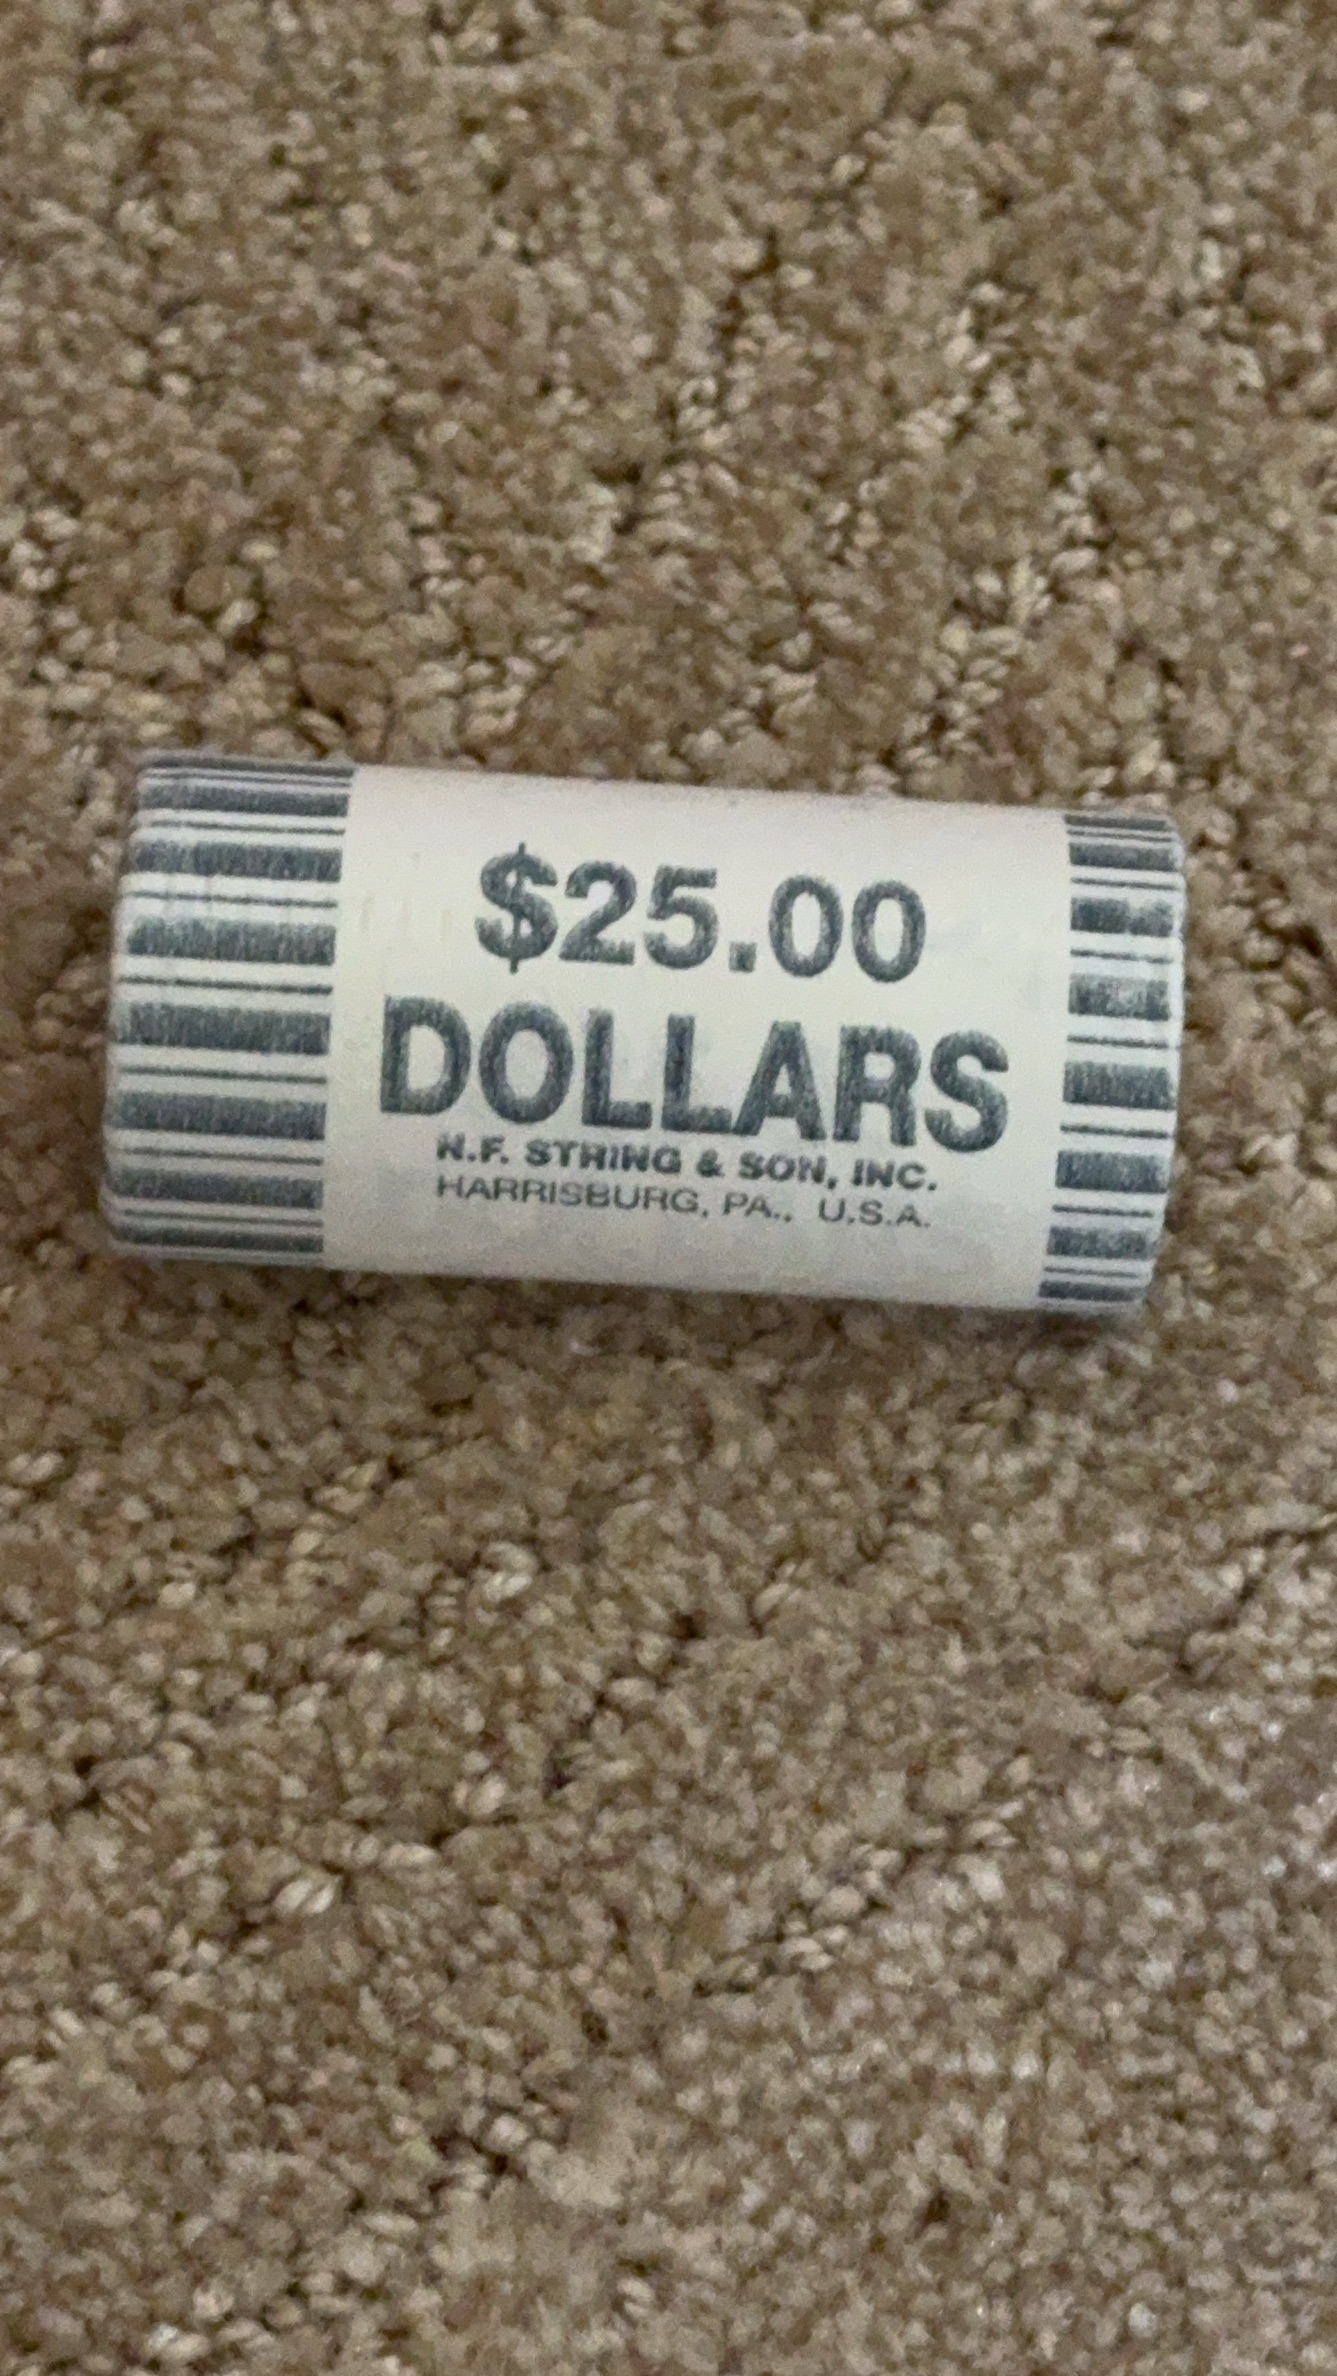 $25.00
DOLLARS
N.F. STRING & SON, INC.
HARRISBURG, PA., U.S.A.